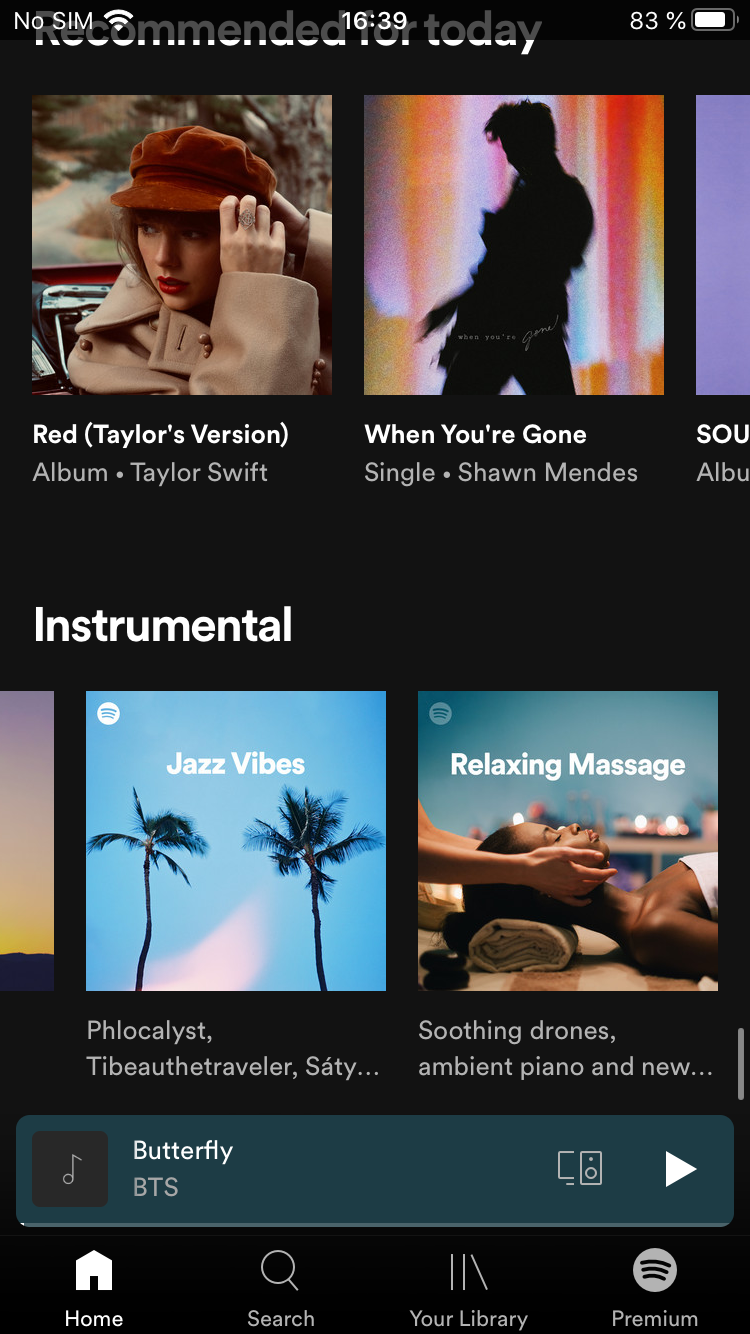 No SIM 16:39 83 %
Recommended for today
when you're gone
Red (Taylor's Version)
Album • Taylor Swift
When You're Gone
Single • Shawn Mendes
SOU
Albu
Instrumental
Jazz Vibes
Relaxing Massage
Phlocalyst,
Tibeauthetraveler, Sáty…
Soothing drones,
ambient piano and new…
Butterfly
BTS
Home
Search
Your Library
Premium